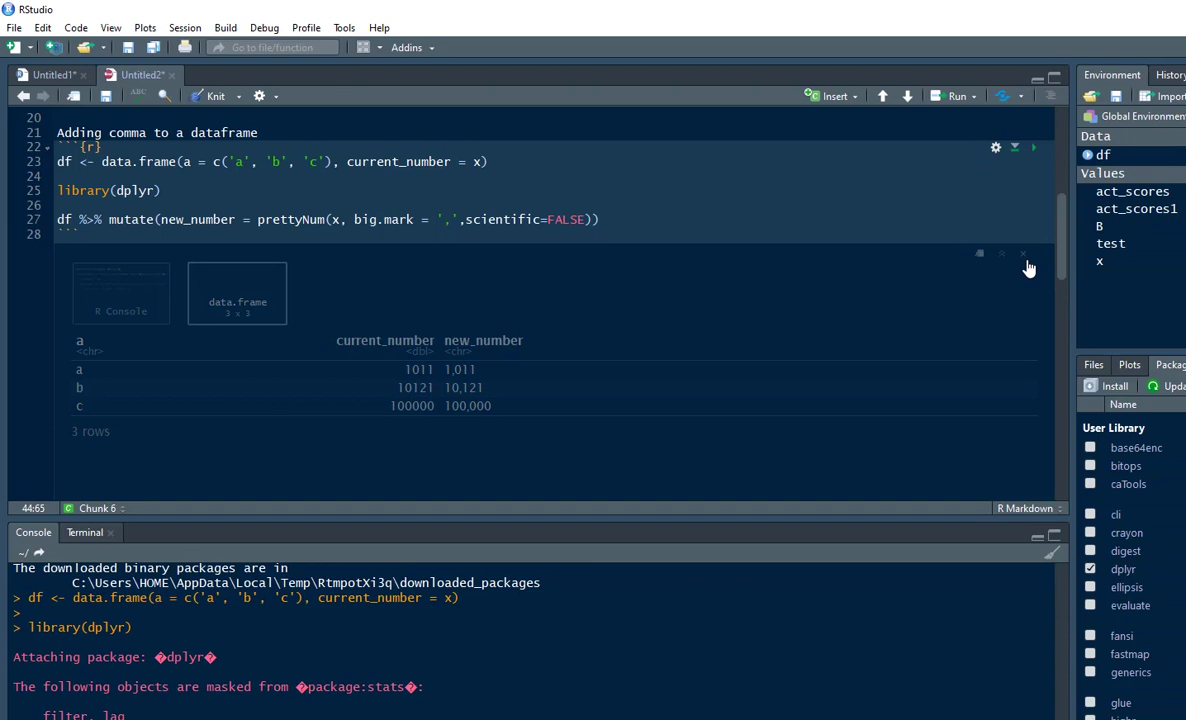 RStudio
File Edit Code View Plots Session Build Debug Profile Tools Help
Go to file/function Addins
Untitled1* Untitled2*
ABC Knit Insert Run
20
21 Adding comma to a dataframe
22 ```{r}
23 df <- data.frame(a = c('a', 'b', 'c'), current_number = x)
24
25 library(dplyr)
26
27 df %>% mutate(new_number = prettyNum(x, big.mark = ',',scientific=FALSE))
28 ```
R Console
data.frame
3 x 3
a current_number new_number
<chr> <dbl> <chr>
a 1011 1,011
b 10121 10,121
c 100000 100,000
3 rows
44:65 Chunk 6 R Markdown
Console Terminal
~/
The downloaded binary packages are in
C:\Users\HOME\AppData\Local\Temp\RtmpotXi3q\downloaded_packages
> df <- data.frame(a = c('a', 'b', 'c'), current_number = x)
>
> library(dplyr)
Attaching package: �dplyr�
The following objects are masked from �package:stats�:
filter, lag
Environment History
Import
Global Environment
Data
df
Values
act_scores
act_scores1
B
test
x
Files Plots Packag
Install Upda
Name
User Library
base64enc
bitops
caTools
cli
crayon
digest
dplyr
ellipsis
evaluate
fansi
fastmap
generics
glue